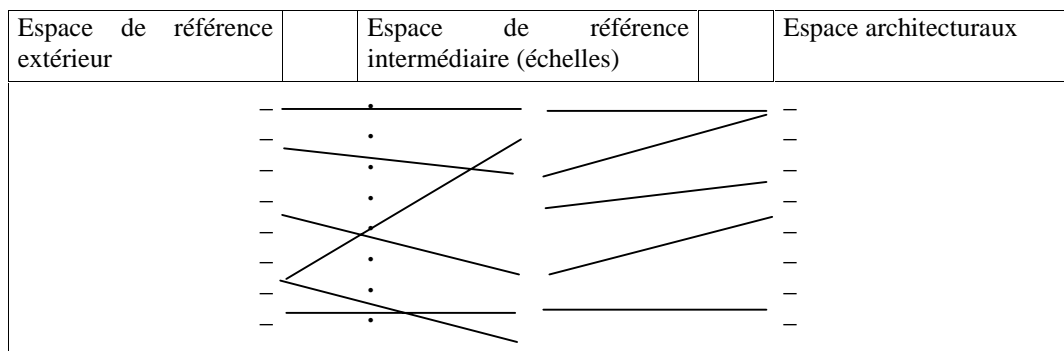 Espace de référence
extérieur
Espace de référence
intermédiaire (échelles)
Espace architecturaux